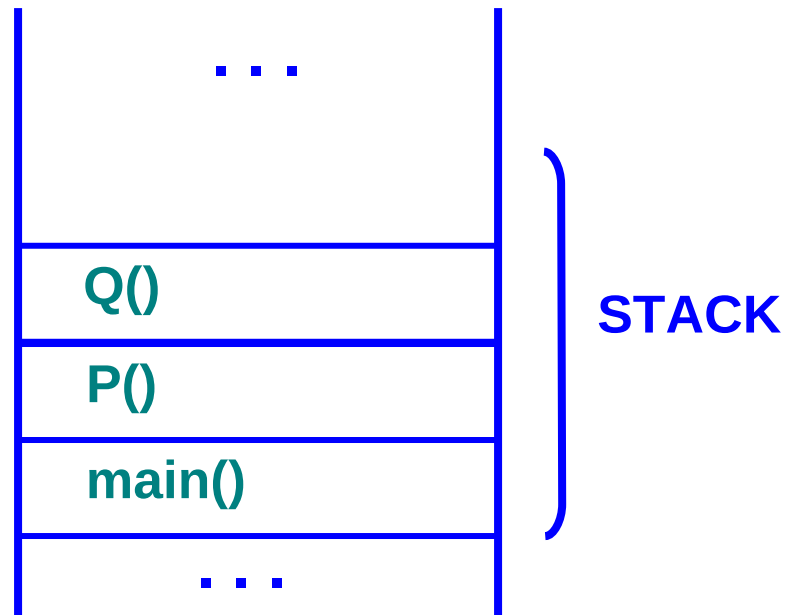 . . .
Q()
STACK
P()
main()
. . .